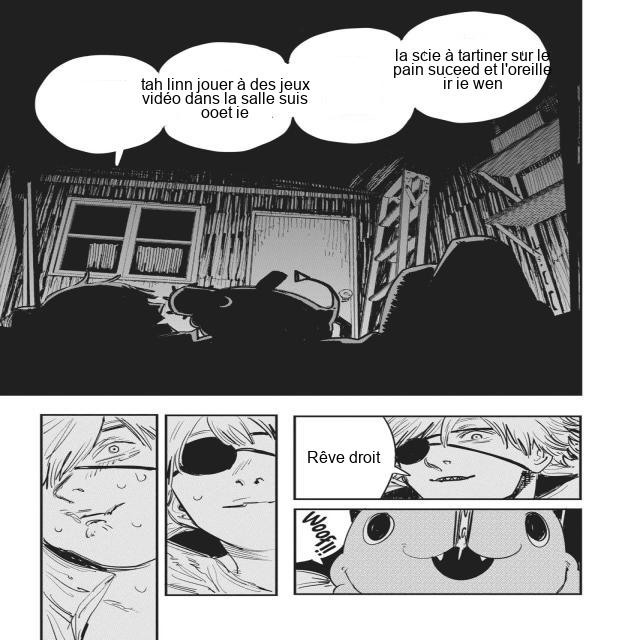 la scie à tartiner sur le
pain suceed et l'oreille
ir ie wen
tah linn jouer à des jeux
vidéo dans la salle suis
ooet ie
Rêve droit
Woof!!